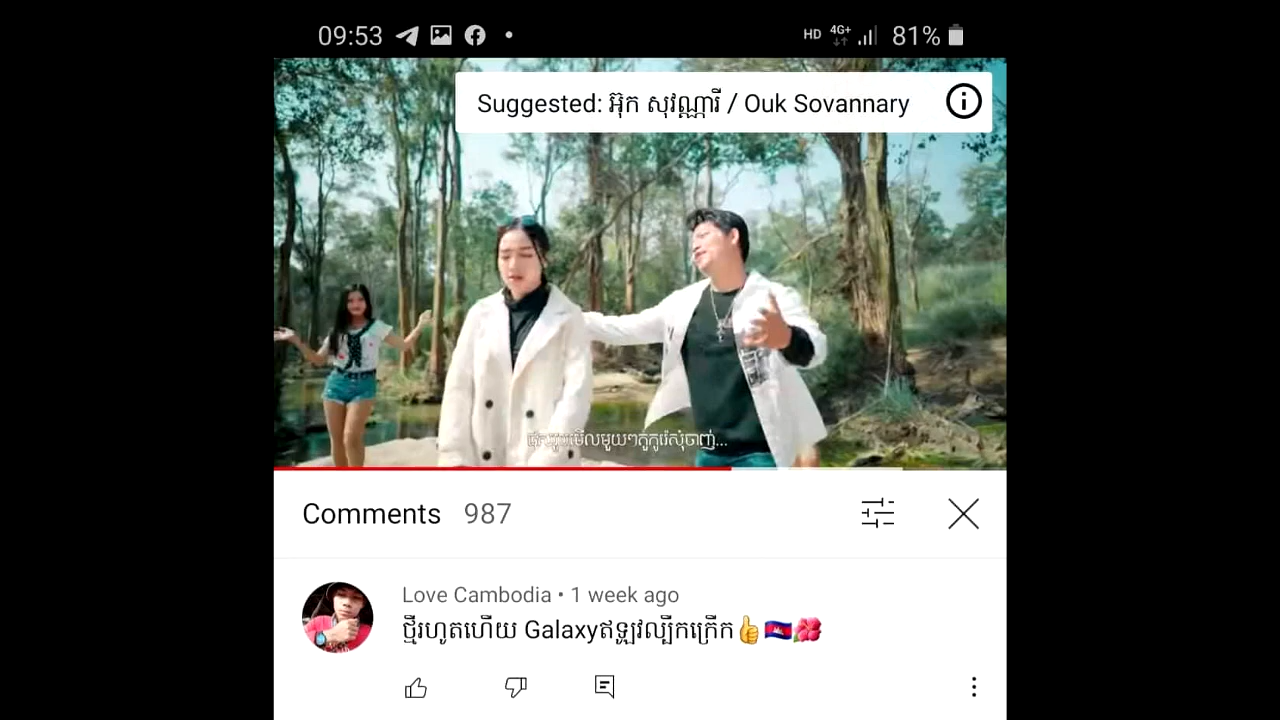 09:53
HD 4G+ 81%
Suggested: អ៊ុក សុវណ្ណារី / Ouk Sovannary
Comments 987
Love Cambodia • 1 week ago
ថ្មីរហូតហើយ Galaxyឥឡូវល្បីកក្រើក👍🇰🇭🌺